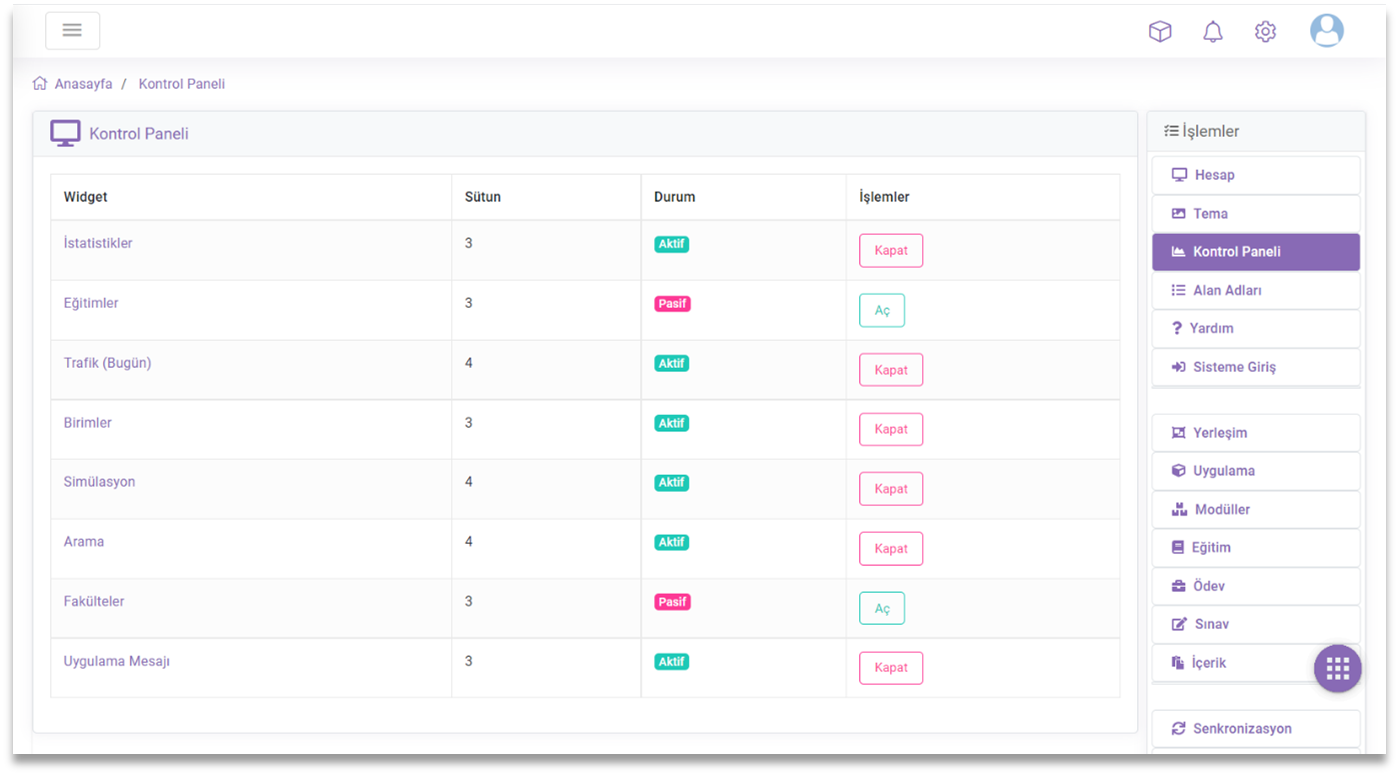 Anasayfa / Kontrol Paneli
Kontrol Paneli
Widget Sütun Durum İşlemler
İstatistikler 3 Aktif Kapat
Eğitimler 3 Pasif Aç
Trafik (Bugün) 4 Aktif Kapat
Birimler 3 Aktif Kapat
Simülasyon 4 Aktif Kapat
Arama 4 Aktif Kapat
Fakülteler 3 Pasif Aç
Uygulama Mesajı 3 Aktif Kapat
İşlemler
Hesap
Tema
Kontrol Paneli
Alan Adları
Yardım
Sisteme Giriş
Yerleşim
Uygulama
Modüller
Eğitim
Ödev
Sınav
İçerik
Senkronizasyon